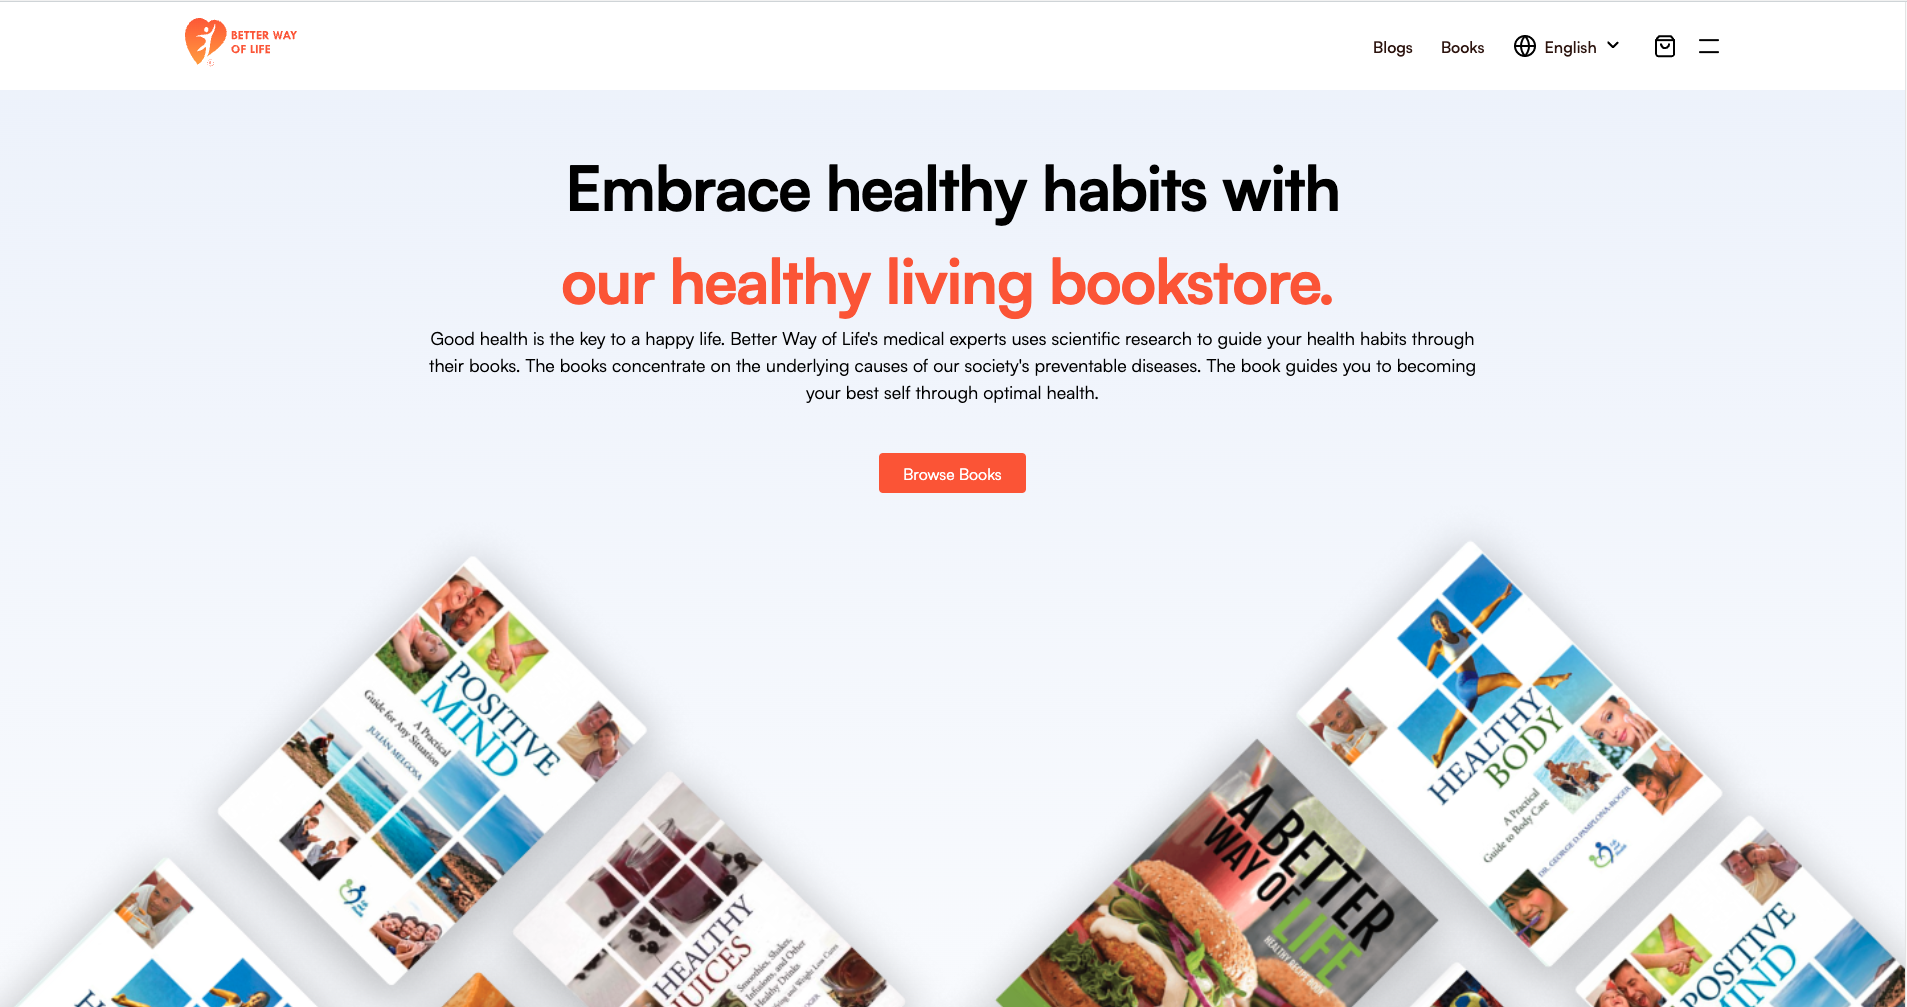 BETTER WAY
OF LIFE
Blogs
Books
English
Embrace healthy habits with
our healthy living bookstore.
Good health is the key to a happy life. Better Way of Life's medical experts uses scientific research to guide your health habits through
their books. The books concentrate on the underlying causes of our society's preventable diseases. The book guides you to becoming
your best self through optimal health.
Browse Books
POSITIVE
MIND
A Practical
Guide for Any Situation
JULIÁN MELGOSA
HEALTHY
JUICES
Smoothies, Shakes,
Infusions, and Other
Healthy Drinks
A BETTER
WAY OF
LIFE
HEALTHY
BODY
A Practical
Guide to Body Care
DR. GEORGE D. PAMPLONA-ROGER
POSITIVE
MIND